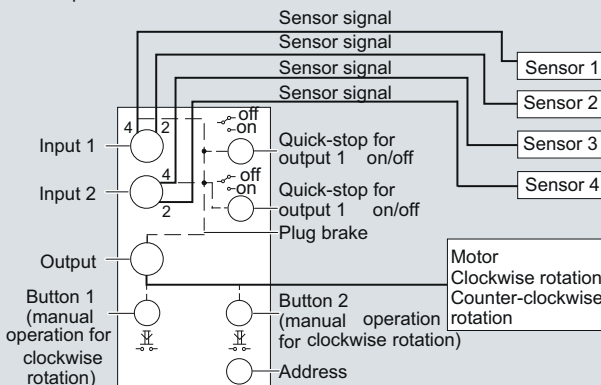 Sensor signal
Sensor signal
Sensor signal
Sensor signal
Sensor 1
Sensor 2
Sensor 3
Sensor 4
4 2
off
on
Input 1
Quick-stop for
output 1 on/off
4
off
on
Input 2
2
Quick-stop for
output 1 on/off
Plug brake
Output
Motor
Clockwise rotation
Counter-clockwise
rotation
Button 1
(manual
operation for
clockwise
rotation)
Button 2
(manual operation
for clockwise rotation)
Address